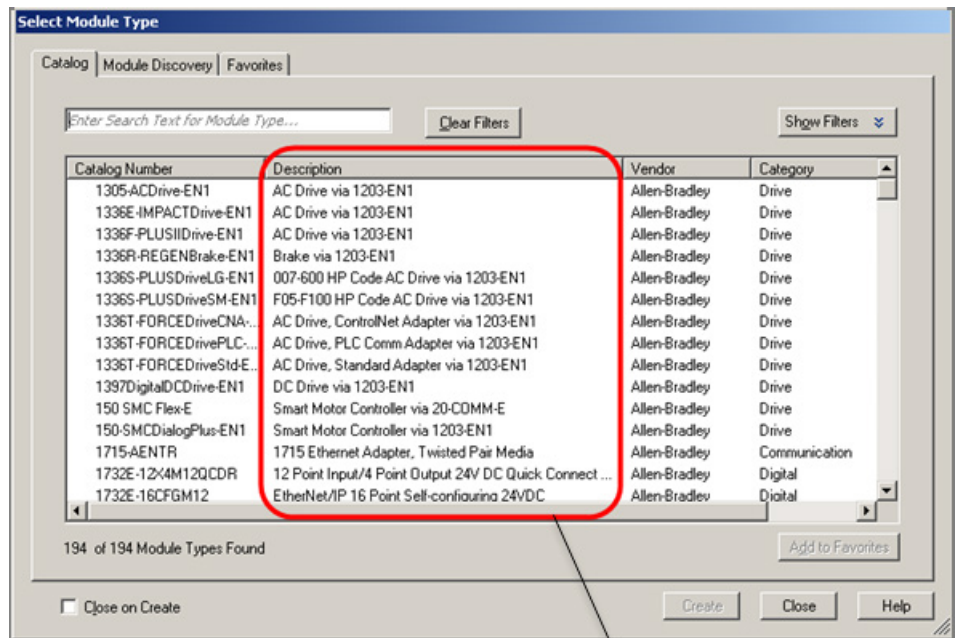 Select Module Type
Catalog Module Discovery Favorites
Enter Search Text for Module Type... Clear Filters Show Filters
Catalog Number Description Vendor Category
1305-ACDrive-EN1 AC Drive via 1203-EN1 Allen-Bradley Drive
1336E-IMPACTDrive-EN1 AC Drive via 1203-EN1 Allen-Bradley Drive
1336F-PLUSIIDrive-EN1 AC Drive via 1203-EN1 Allen-Bradley Drive
1336R-REGENBrake-EN1 Brake via 1203-EN1 Allen-Bradley Drive
1336S-PLUSDriveLG-EN1 007-600 HP Code AC Drive via 1203-EN1 Allen-Bradley Drive
1336S-PLUSDriveSM-EN1 F05-F100 HP Code AC Drive via 1203-EN1 Allen-Bradley Drive
1336T-FORCEDriveCNA-... AC Drive, ControlNet Adapter via 1203-EN1 Allen-Bradley Drive
1336T-FORCEDrivePLC-... AC Drive, PLC Comm Adapter via 1203-EN1 Allen-Bradley Drive
1336T-FORCEDriveStd-E... AC Drive, Standard Adapter via 1203-EN1 Allen-Bradley Drive
1397DigitalDCDrive-EN1 DC Drive via 1203-EN1 Allen-Bradley Drive
150 SMC Flex-E Smart Motor Controller via 20-COMM-E Allen-Bradley Drive
150-SMCDialogPlus-EN1 Smart Motor Controller via 1203-EN1 Allen-Bradley Drive
1715-AENTR 1715 Ethernet Adapter, Twisted Pair Media Allen-Bradley Communication
1732E-12X4M12QCDR 12 Point Input/4 Point Output 24V DC Quick Connect ... Allen-Bradley Digital
1732E-16CFGM12 EtherNet/IP 16 Point Self-configuring 24VDC Allen-Bradley Digital
194 of 194 Module Types Found Add to Favorites
Close on Create Create Close Help